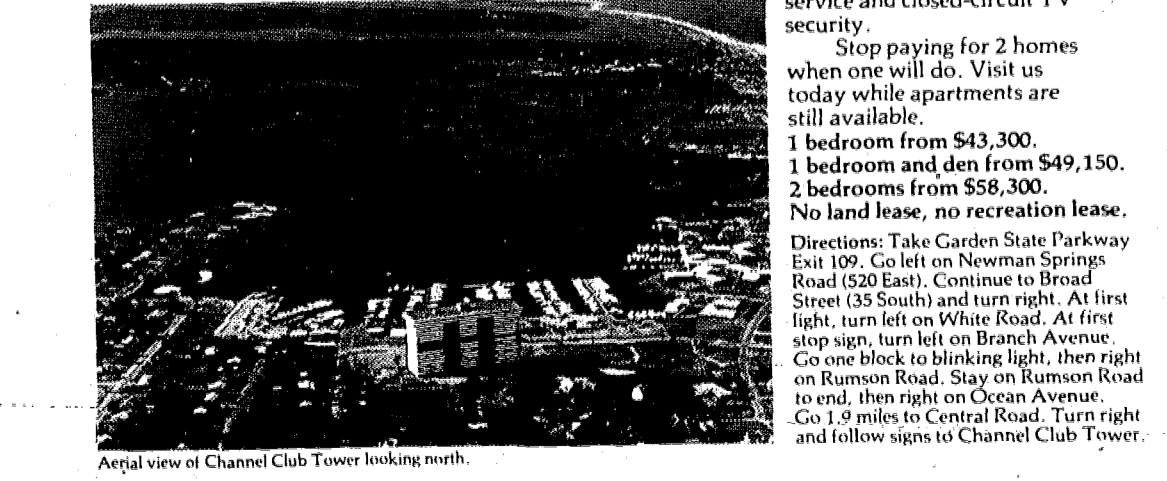 service and closed-circuit TV
security.
Stop paying for 2 homes
when one will do. Visit us
today while apartments are
still available.
1 bedroom from $43,300.
1 bedroom and den from $49,150.
2 bedrooms from $58,300.
No land lease, no recreation lease.
Directions: Take Garden State Parkway
Exit 109. Go left on Newman Springs
Road (520 East). Continue to Broad
Street (35 South) and turn right. At first
light, turn left on White Road. At first
stop sign, turn left on Branch Avenue.
Go one block to blinking light, then right
on Rumson Road. Stay on Rumson Road
to end, then right on Ocean Avenue.
Go 1.9 miles to Central Road. Turn right
and follow signs to Channel Club Tower.
Aerial view of Channel Club Tower looking north.